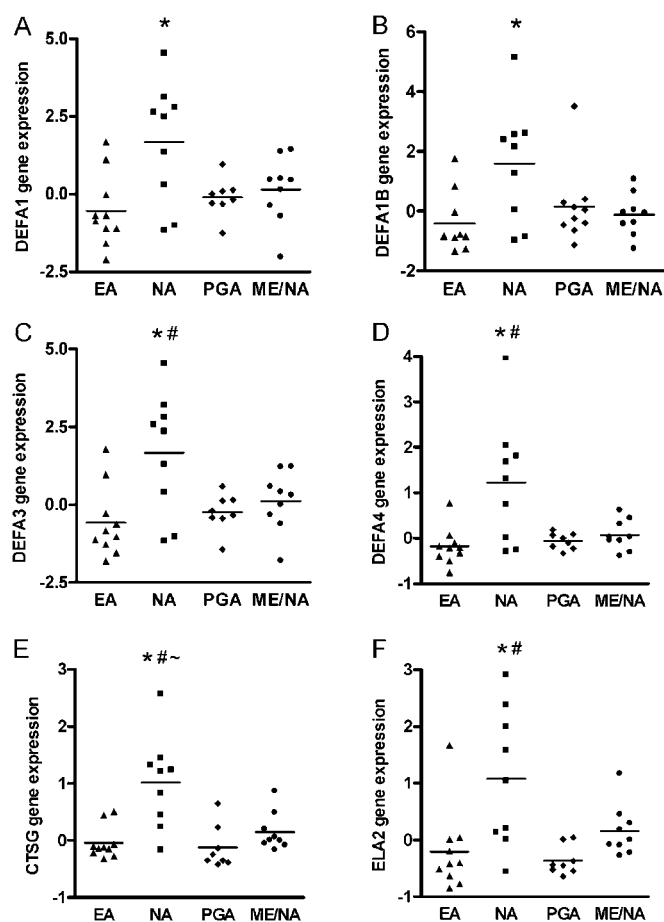 A
*
5.0
2.5
0.0
-2.5
DEFA1 gene expression
EA NA PGA ME/NA
B
*
6
4
2
0
-2
DEFA1B gene expression
EA NA PGA ME/NA
C
* #
5.0
2.5
0.0
-2.5
DEFA3 gene expression
EA NA PGA ME/NA
D
* #
4
3
2
1
0
-1
DEFA4 gene expression
EA NA PGA ME/NA
E
* # ~
3
2
1
0
-1
CTSG gene expression
EA NA PGA ME/NA
F
* #
3
2
1
0
-1
ELA2 gene expression
EA NA PGA ME/NA